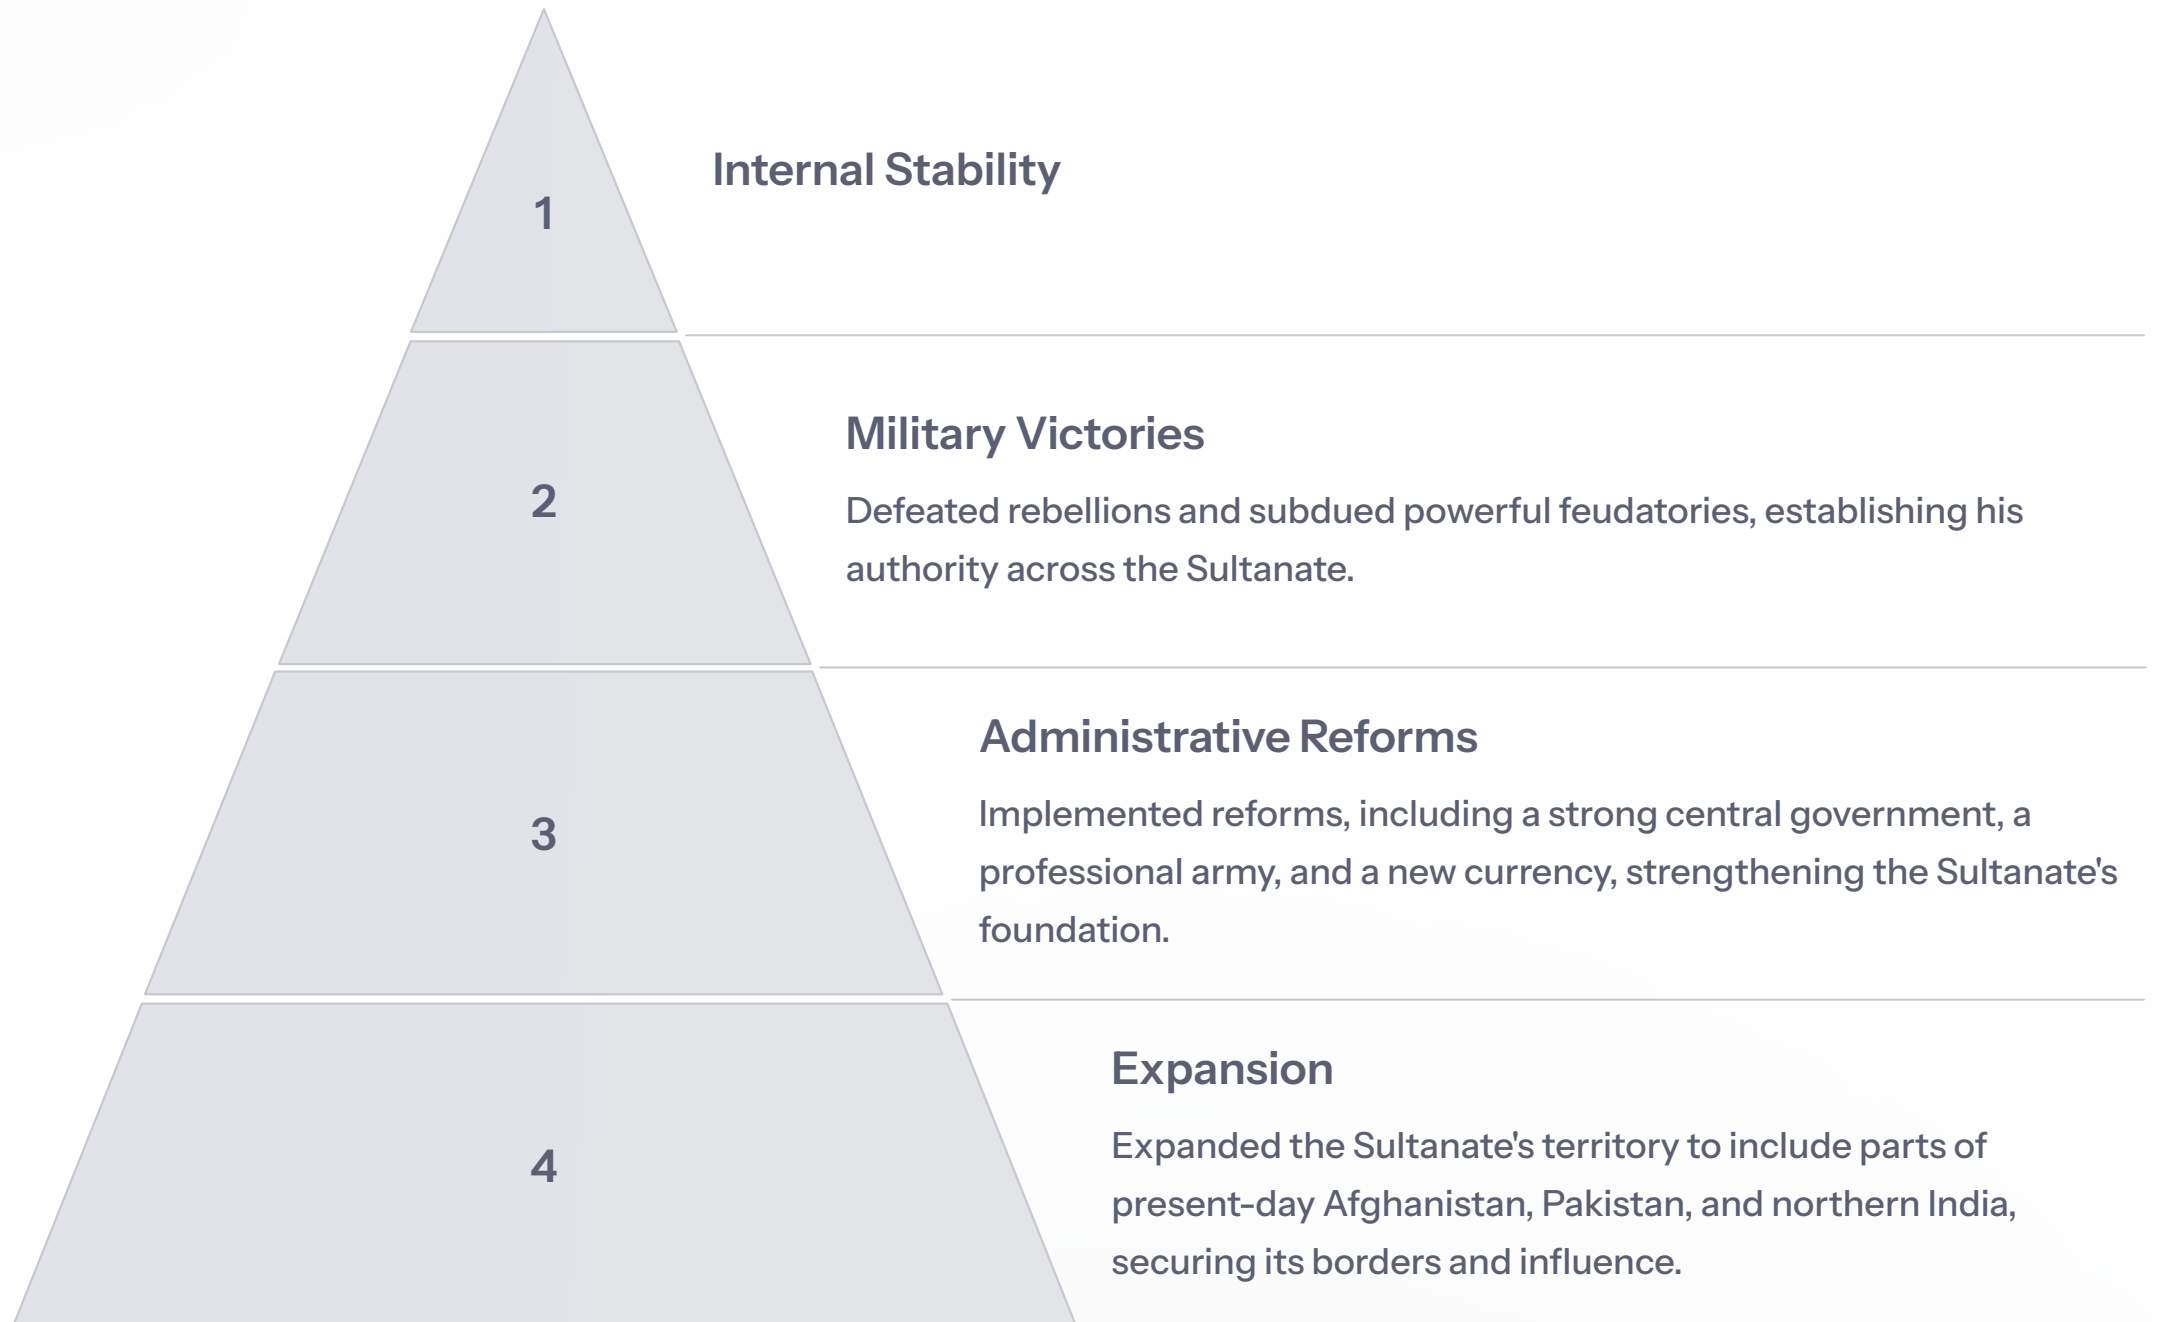 1
Internal Stability
2
Military Victories
Defeated rebellions and subdued powerful feudatories, establishing his
authority across the Sultanate.
3
Administrative Reforms
Implemented reforms, including a strong central government, a
professional army, and a new currency, strengthening the Sultanate's
foundation.
4
Expansion
Expanded the Sultanate's territory to include parts of
present-day Afghanistan, Pakistan, and northern India,
securing its borders and influence.